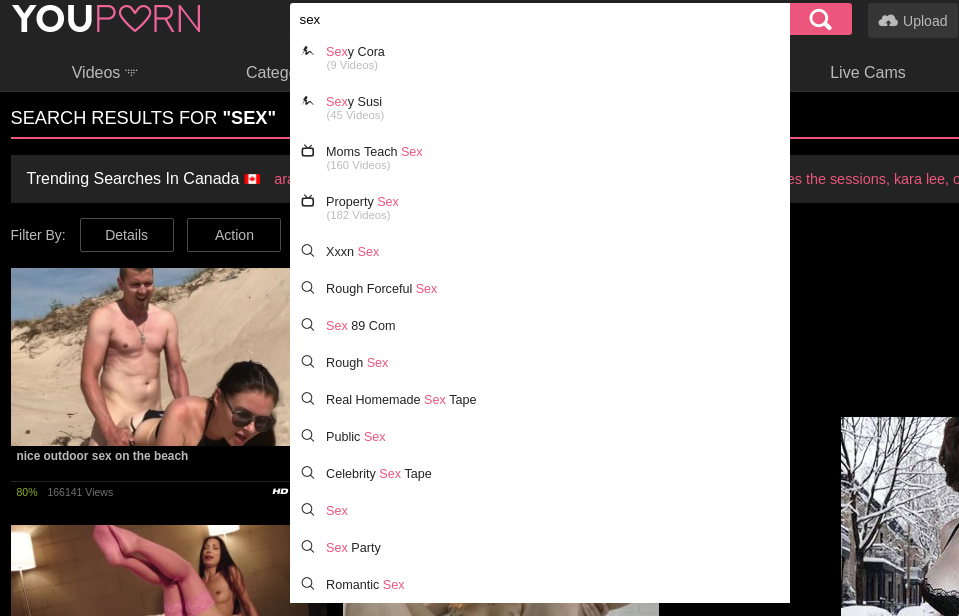 YOUPORN
sex
Upload
Sexy Cora
(9 Videos)
Videos
Catego
Live Cams
Sexy Susi
(45 Videos)
SEARCH RESULTS FOR "SEX"
Moms Teach Sex
(160 Videos)
Trending Searches In Canada
es the sessions, kara lee,
Property Sex
(182 Videos)
Filter By:
Details
Action
Xxxn Sex
Rough Forceful Sex
Sex 89 Com
Rough Sex
Real Homemade Sex Tape
Public Sex
nice outdoor sex on the beach
Celebrity Sex Tape
80%
166141 Views
HD
Sex
Sex Party
Romantic Sex